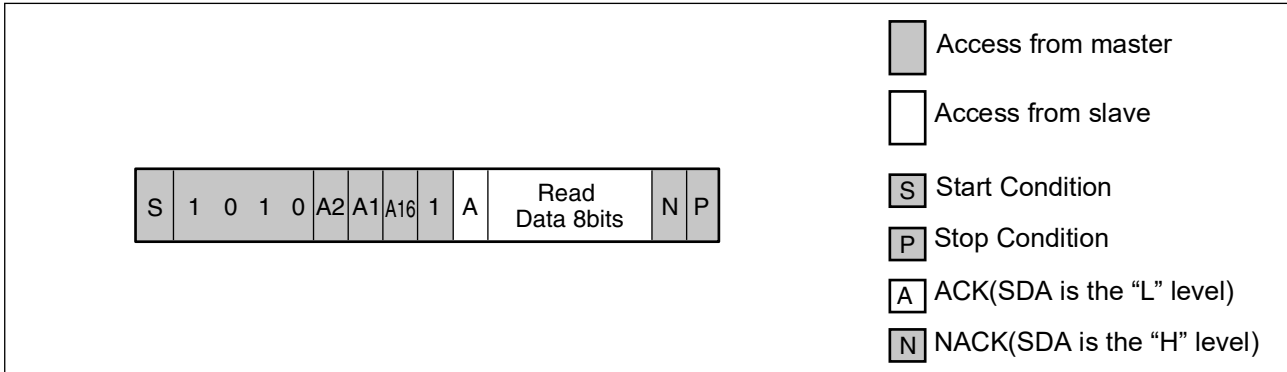 S 1 0 1 0 A2 A1 A16 1 A Read Data 8bits N P
Access from master
Access from slave
S Start Condition
P Stop Condition
A ACK(SDA is the “L” level)
N NACK(SDA is the “H” level)